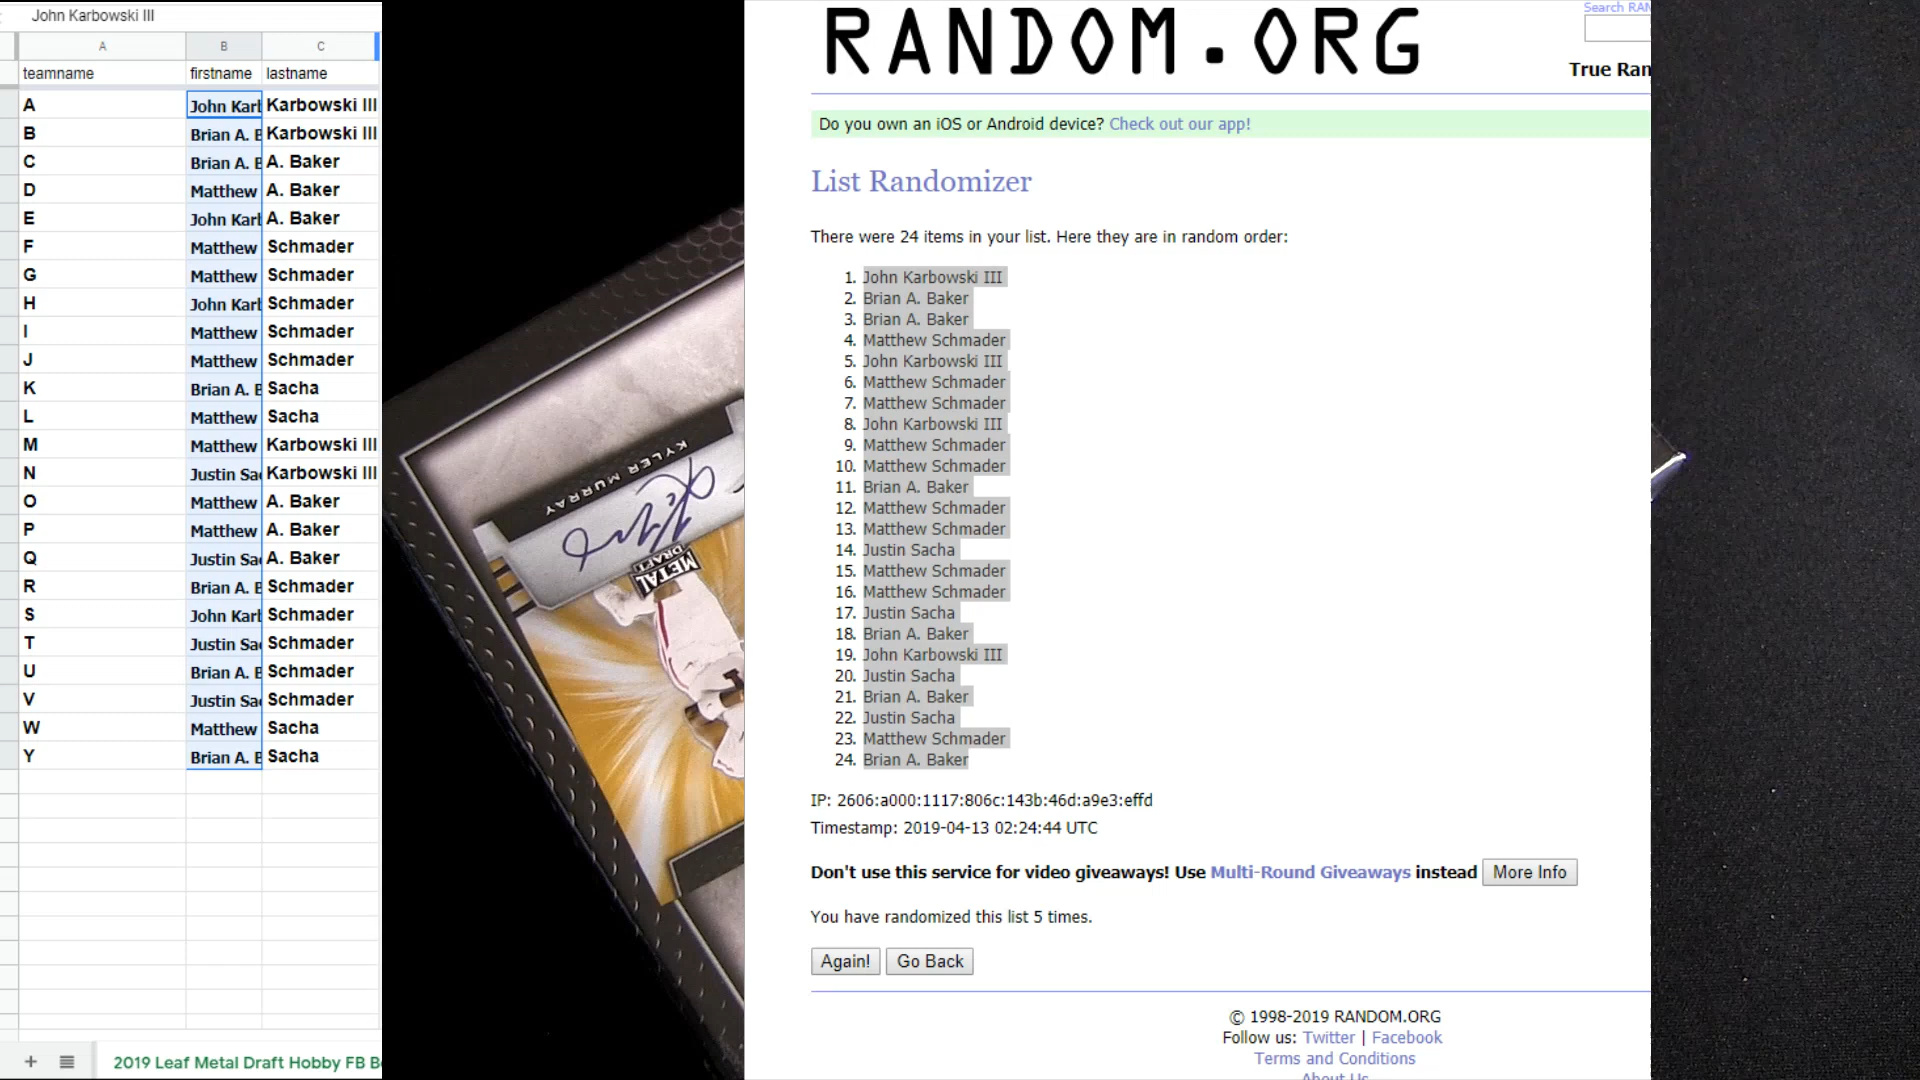 John Karbowski III
A B C
teamname firstname lastname
A John Karl Karbowski III
B Brian A. B Karbowski III
C Brian A. B A. Baker
D Matthew A. Baker
E John Karl A. Baker
F Matthew Schmader
G Matthew Schmader
H John Karl Schmader
I Matthew Schmader
J Matthew Schmader
K Brian A. B Sacha
L Matthew Sacha
M Matthew Karbowski III
N Justin Sa Karbowski III
O Matthew A. Baker
P Matthew A. Baker
Q Justin Sa A. Baker
R Brian A. B Schmader
S John Karl Schmader
T Justin Sa Schmader
U Brian A. B Schmader
V Justin Sa Schmader
W Matthew Sacha
Y Brian A. B Sacha
2019 Leaf Metal Draft Hobby FB B
KYLER MURRAY
METAL
DRAFT
RANDOM.ORG
Search RAN
True Ran
Do you own an iOS or Android device? Check out our app!
List Randomizer
There were 24 items in your list. Here they are in random order:
1. John Karbowski III
2. Brian A. Baker
3. Brian A. Baker
4. Matthew Schmader
5. John Karbowski III
6. Matthew Schmader
7. Matthew Schmader
8. John Karbowski III
9. Matthew Schmader
10. Matthew Schmader
11. Brian A. Baker
12. Matthew Schmader
13. Matthew Schmader
14. Justin Sacha
15. Matthew Schmader
16. Matthew Schmader
17. Justin Sacha
18. Brian A. Baker
19. John Karbowski III
20. Justin Sacha
21. Brian A. Baker
22. Justin Sacha
23. Matthew Schmader
24. Brian A. Baker
IP: 2606:a000:1117:806c:143b:46d:a9e3:effd
Timestamp: 2019-04-13 02:24:44 UTC
Don't use this service for video giveaways! Use Multi-Round Giveaways instead More Info
You have randomized this list 5 times.
Again! Go Back
© 1998-2019 RANDOM.ORG
Follow us: Twitter | Facebook
Terms and Conditions
About Us